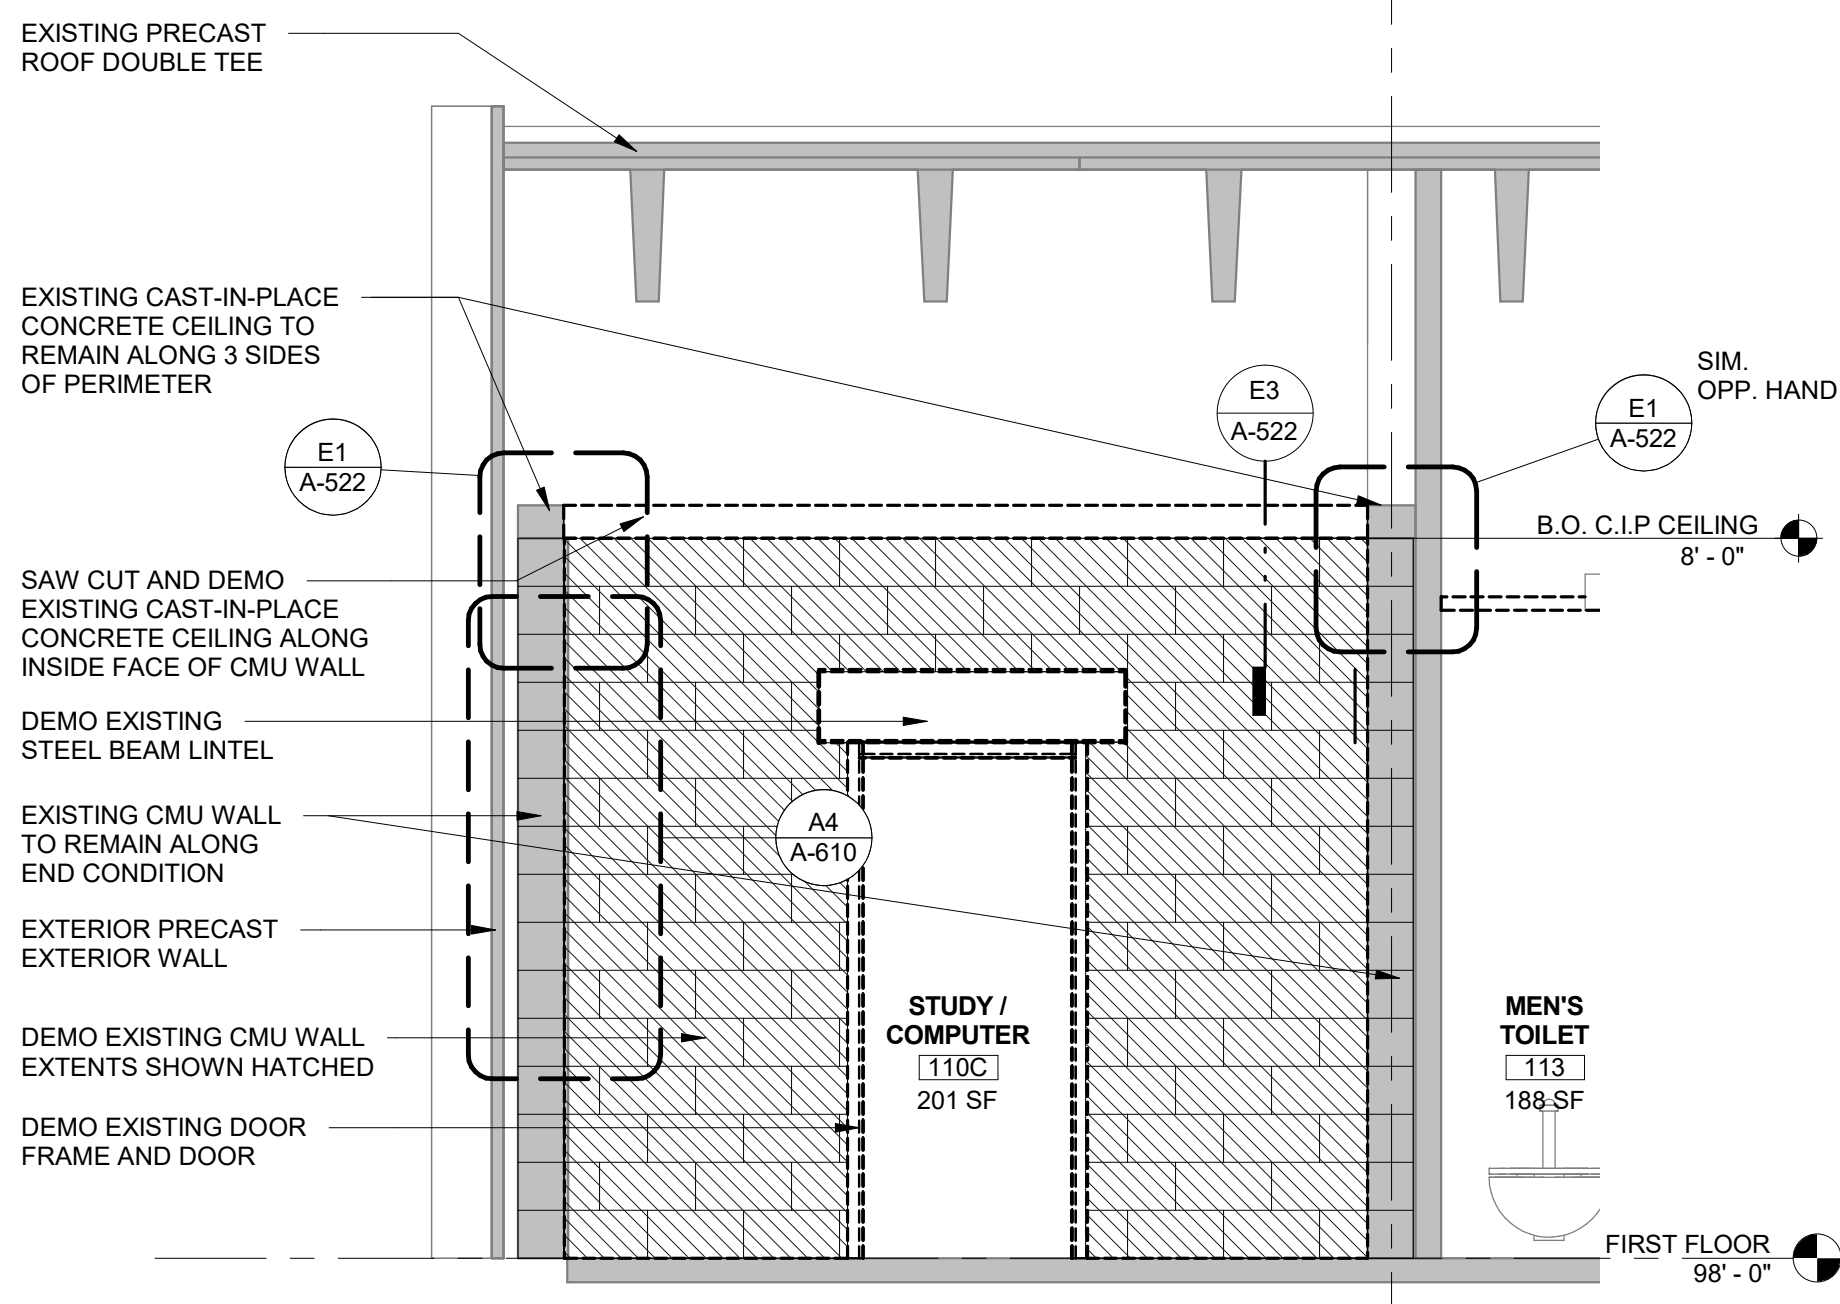 EXISTING PRECAST
ROOF DOUBLE TEE
EXISTING CAST-IN-PLACE
CONCRETE CEILING TO
REMAIN ALONG 3 SIDES
OF PERIMETER
SIM.
OPP. HAND
E3
A-522
E1
A-522
E1
A-522
B.O. C.I.P CEILING
8' - 0"
SAW CUT AND DEMO
EXISTING CAST-IN-PLACE
CONCRETE CEILING ALONG
INSIDE FACE OF CMU WALL
DEMO EXISTING
STEEL BEAM LINTEL
EXISTING CMU WALL
TO REMAIN ALONG
END CONDITION
A4
A-610
EXTERIOR PRECAST
EXTERIOR WALL
STUDY /
COMPUTER
110C
201 SF
MEN'S
TOILET
113
188 SF
DEMO EXISTING CMU WALL
EXTENTS SHOWN HATCHED
DEMO EXISTING DOOR
FRAME AND DOOR
FIRST FLOOR
98' - 0"